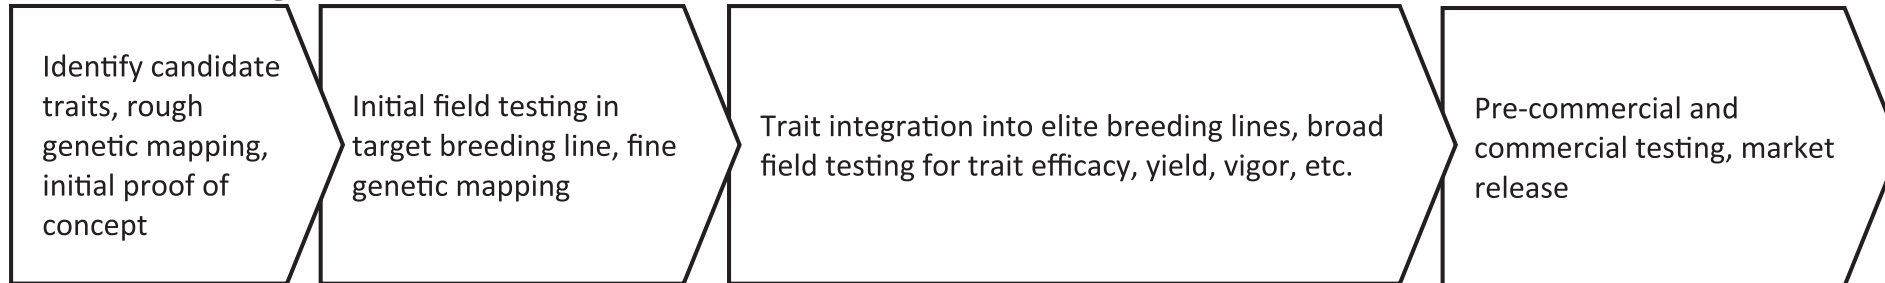 Identify candidate
traits, rough
genetic mapping,
initial proof of
concept
Initial field testing in
target breeding line, fine
genetic mapping
Trait integration into elite breeding lines, broad
field testing for trait efficacy, yield, vigor, etc.
Pre-commercial and
commercial testing, market
release